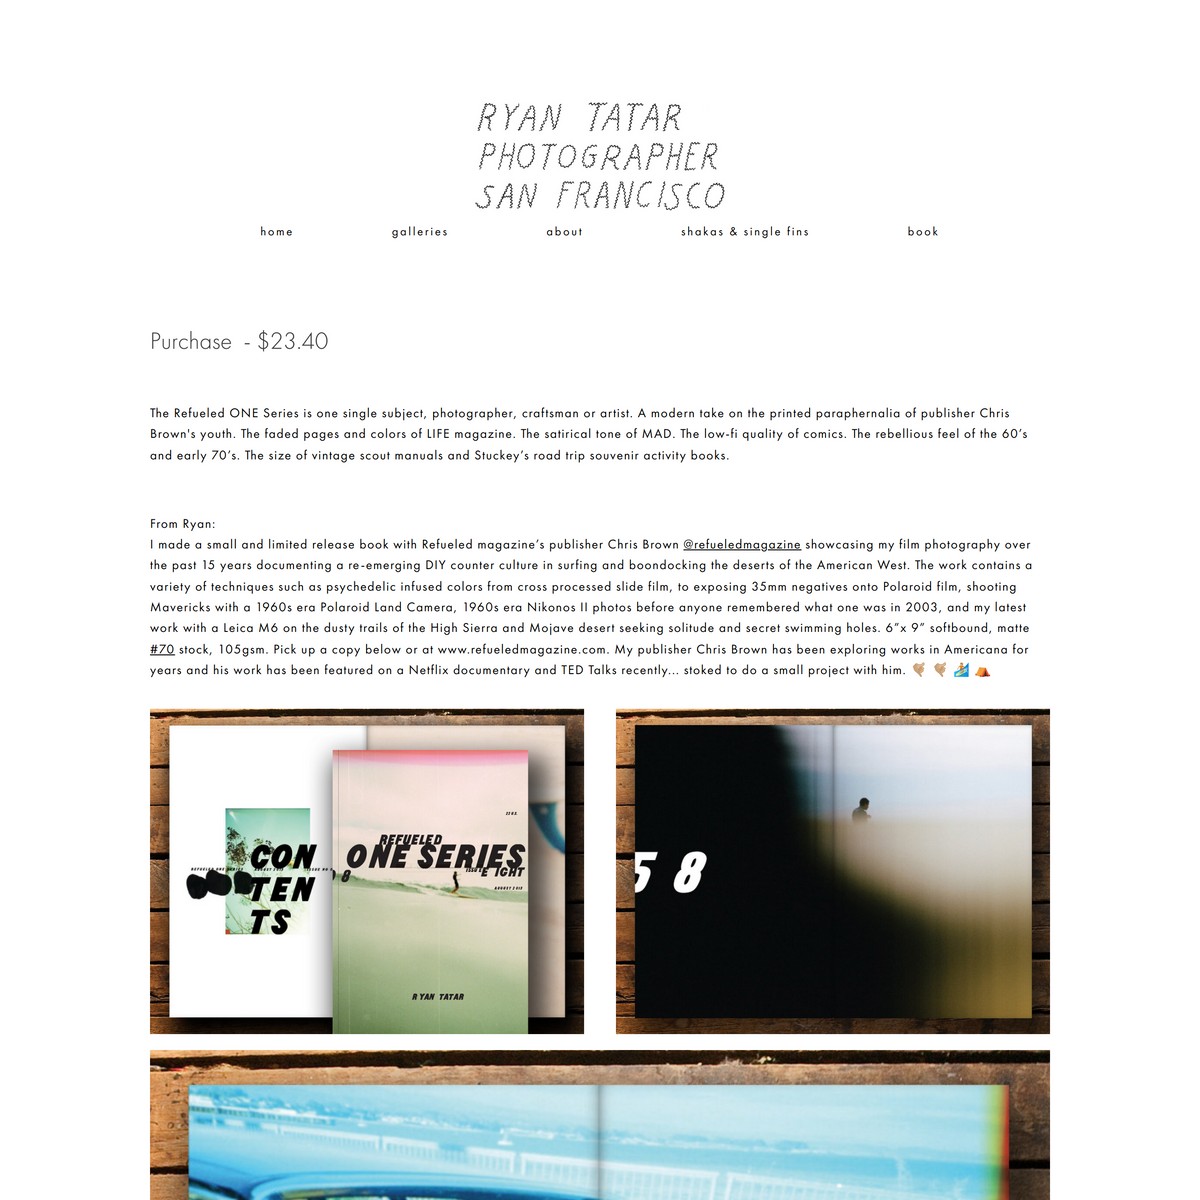 RYAN TATAR
PHOTOGRAPHER
SAN FRANCISCO
home galleries about shakas & single fins book
Purchase - $23.40
The Refueled ONE Series is one single subject, photographer, craftsman or artist. A modern take on the printed paraphernalia of publisher Chris
Brown's youth. The faded pages and colors of LIFE magazine. The satirical tone of MAD. The low-fi quality of comics. The rebellious feel of the 60’s
and early 70’s. The size of vintage scout manuals and Stuckey’s road trip souvenir activity books.
From Ryan:
I made a small and limited release book with Refueled magazine’s publisher Chris Brown @refueledmagazine showcasing my film photography over
the past 15 years documenting a re-emerging DIY counter culture in surfing and boondocking the deserts of the American West. The work contains a
variety of techniques such as psychedelic infused colors from cross processed slide film, to exposing 35mm negatives onto Polaroid film, shooting
Mavericks with a 1960s era Polaroid Land Camera, 1960s era Nikonos II photos before anyone remembered what one was in 2003, and my latest
work with a Leica M6 on the dusty trails of the High Sierra and Mojave desert seeking solitude and secret swimming holes. 6”x 9” softbound, matte
#70 stock, 105gsm. Pick up a copy below or at www.refueledmagazine.com. My publisher Chris Brown has been exploring works in Americana for
years and his work has been featured on a Netflix documentary and TED Talks recently... stoked to do a small project with him.
CON
TEN
TS
REFUELED
ONE SERIES
E IGHT
AUGUST 2018
RYAN TATAR
8
58